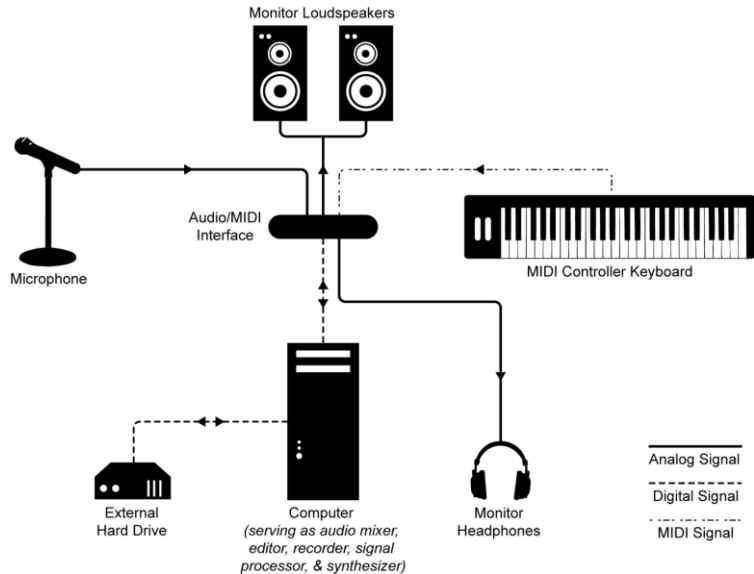 Monitor Loudspeakers
Audio/MIDI
Interface
Microphone
MIDI Controller Keyboard
External
Hard Drive
Computer
(serving as audio mixer,
editor, recorder, signal
processor, & synthesizer)
Monitor
Headphones
Analog Signal
Digital Signal
MIDI Signal